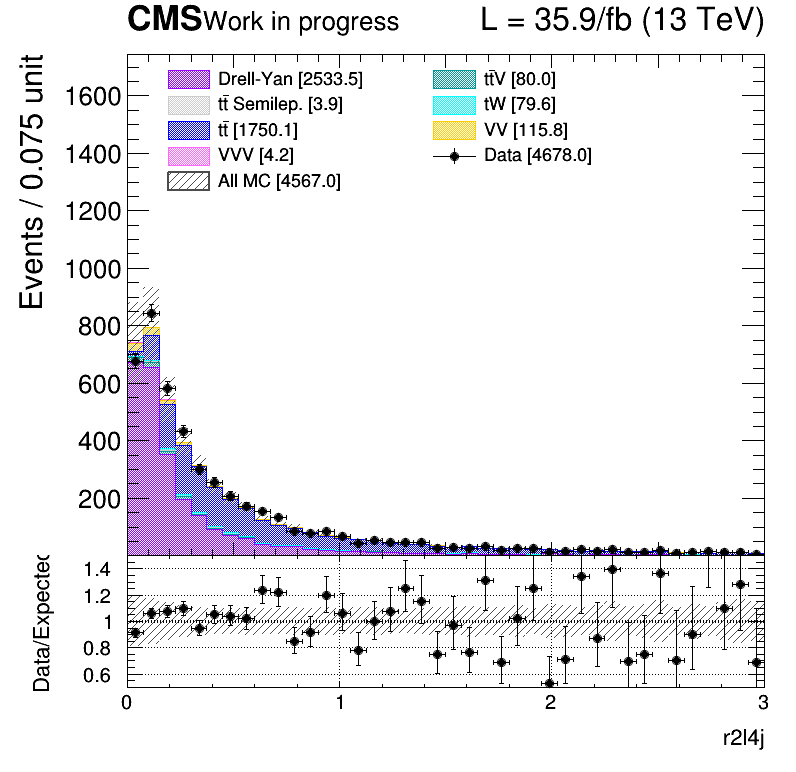 CMS Work in progress L = 35.9/fb (13 TeV)
Events / 0.075 unit
Drell-Yan [2533.5]
tt̄ Semilep. [3.9]
tt̄ [1750.1]
VVV [4.2]
All MC [4567.0]
tt̄V [80.0]
tW [79.6]
VV [115.8]
Data [4678.0]
1600
1400
1200
1000
800
600
400
200
Data/Expected
1.4
1.2
1
0.8
0.6
0 1 2 3
r2l4j